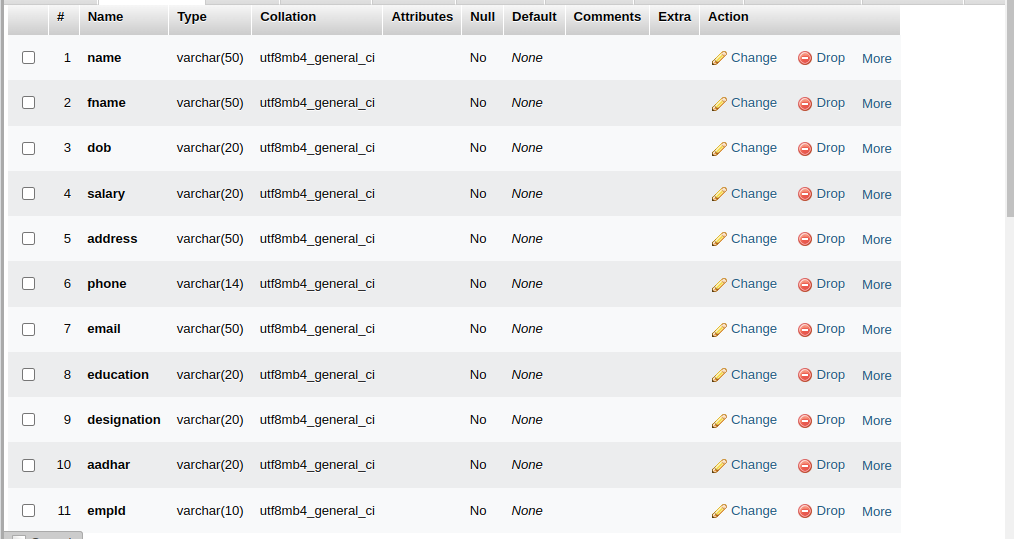 # Name Type Collation Attributes Null Default Comments Extra Action
1 name varchar(50) utf8mb4_general_ci No None Change Drop More
2 fname varchar(50) utf8mb4_general_ci No None Change Drop More
3 dob varchar(20) utf8mb4_general_ci No None Change Drop More
4 salary varchar(20) utf8mb4_general_ci No None Change Drop More
5 address varchar(50) utf8mb4_general_ci No None Change Drop More
6 phone varchar(14) utf8mb4_general_ci No None Change Drop More
7 email varchar(50) utf8mb4_general_ci No None Change Drop More
8 education varchar(20) utf8mb4_general_ci No None Change Drop More
9 designation varchar(20) utf8mb4_general_ci No None Change Drop More
10 aadhar varchar(20) utf8mb4_general_ci No None Change Drop More
11 empId varchar(10) utf8mb4_general_ci No None Change Drop More